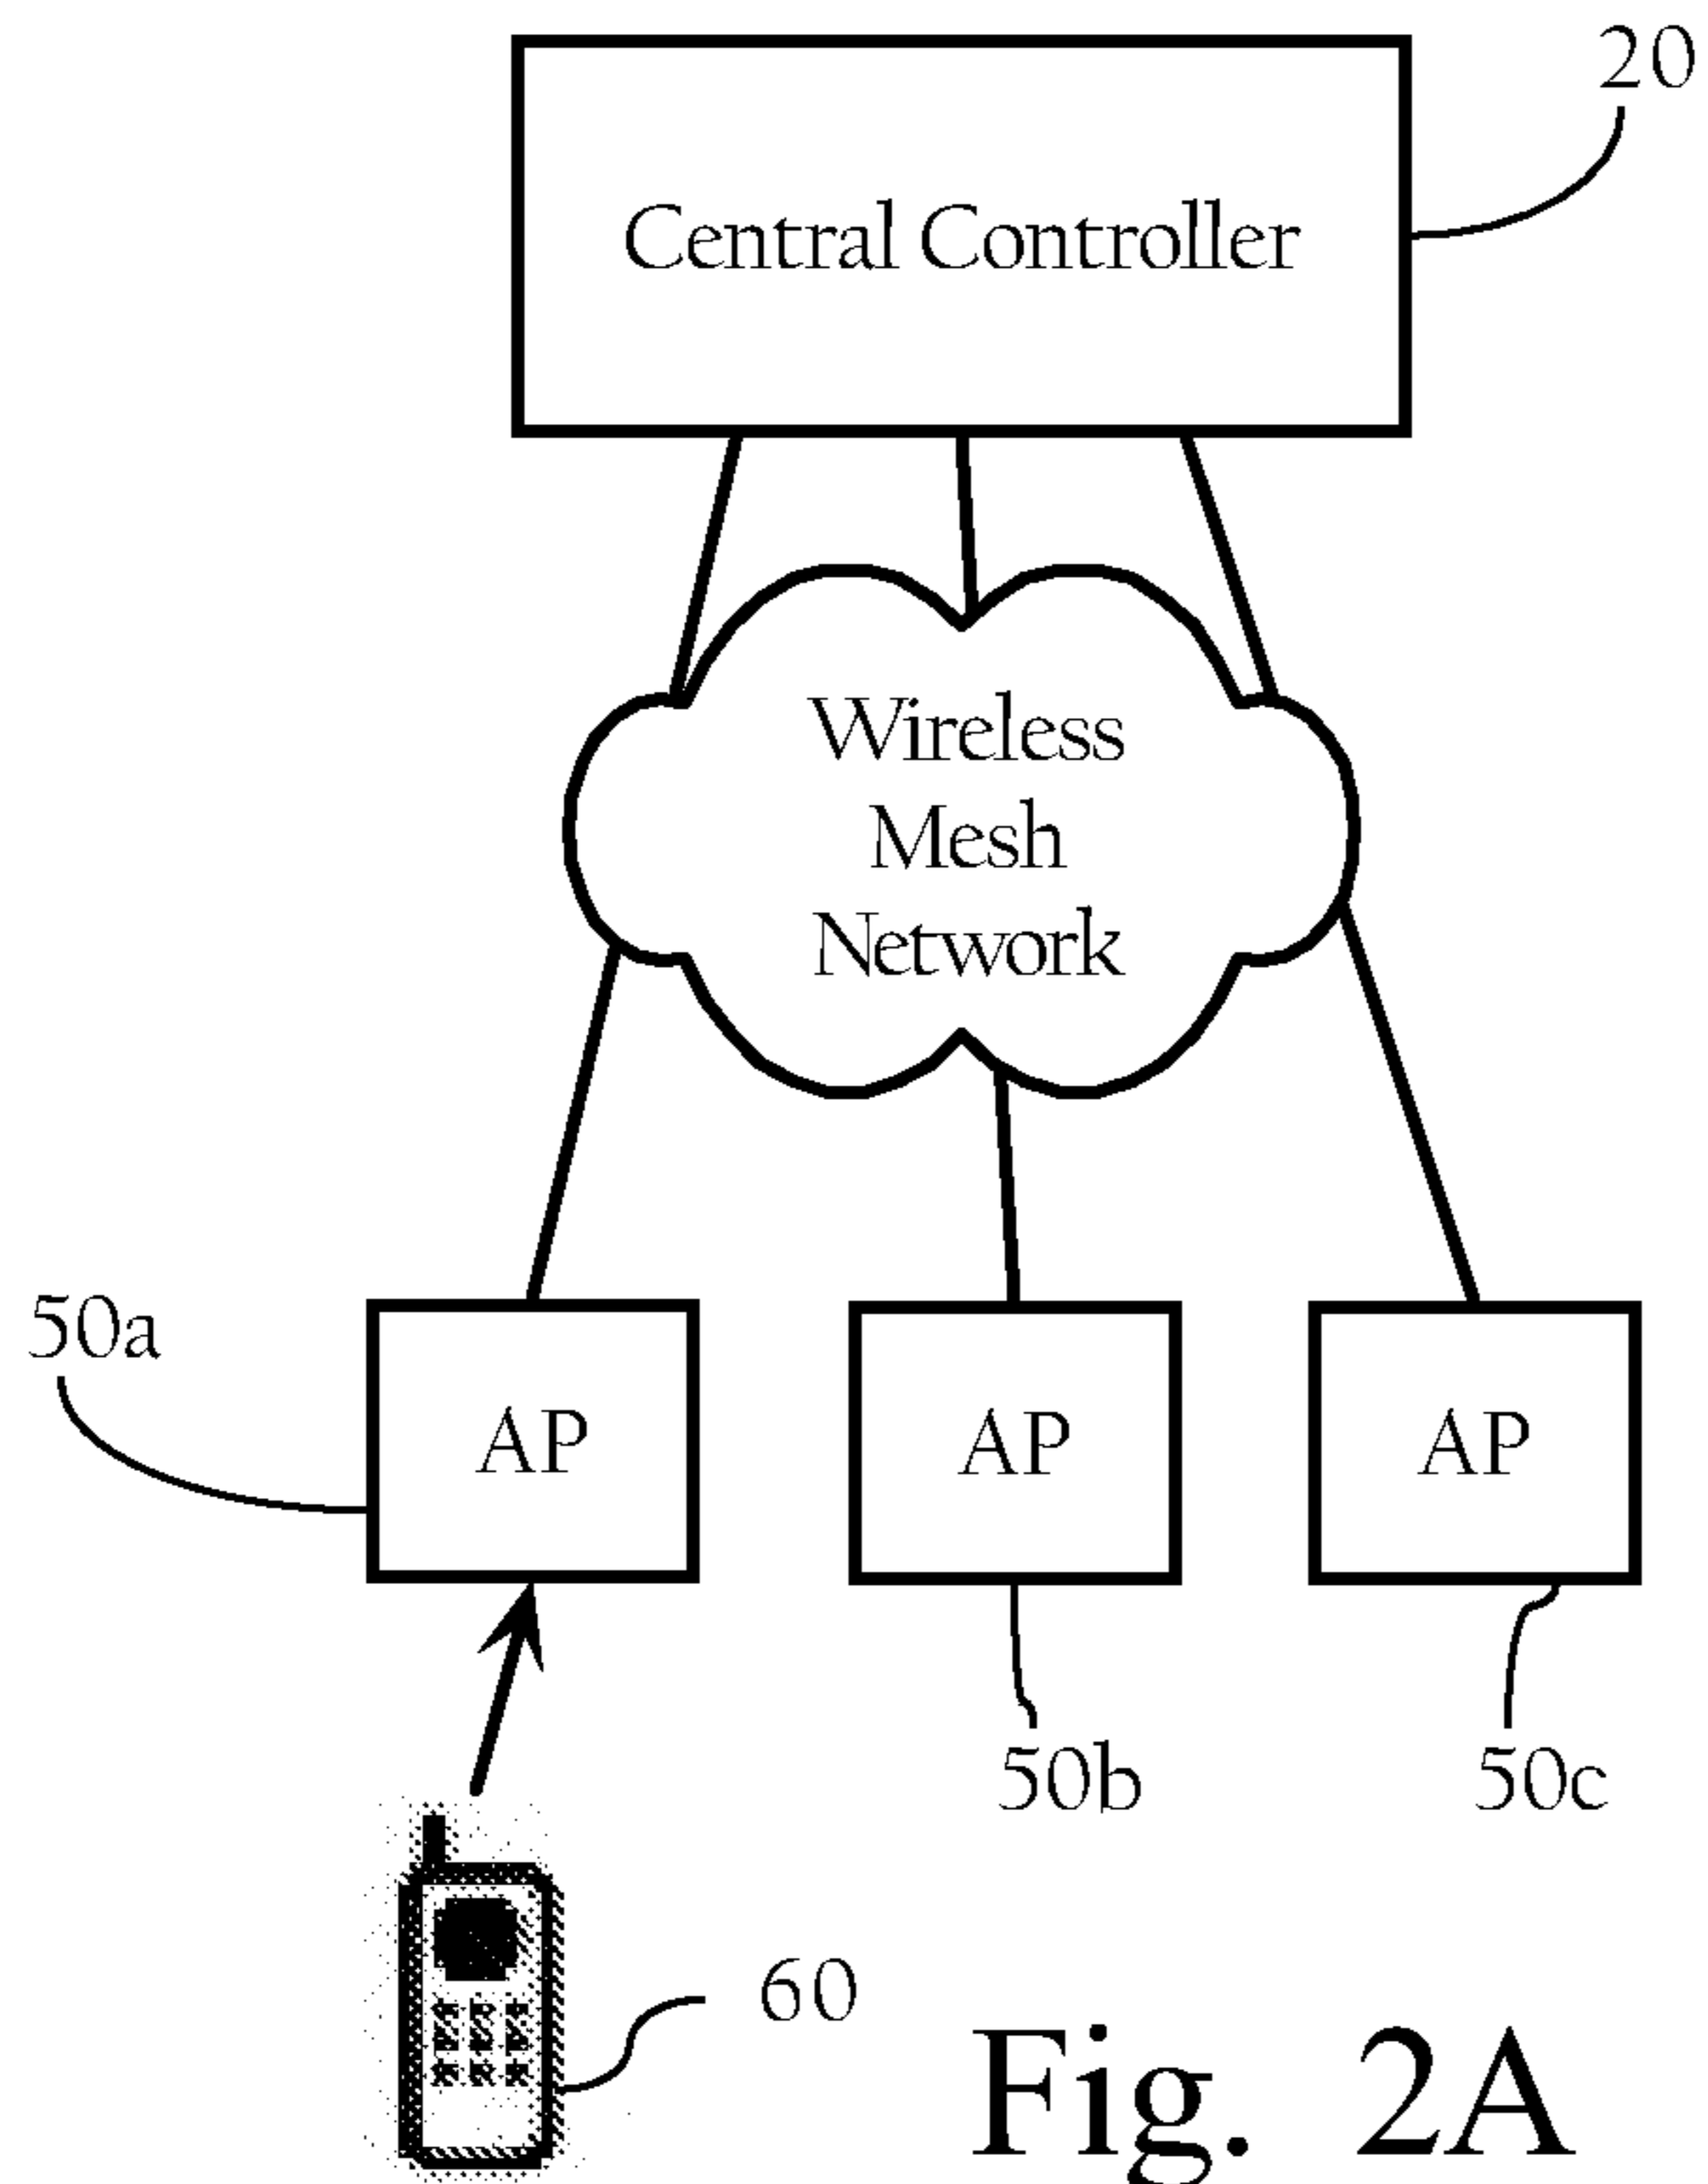 20
Central Controller
Wireless
Mesh
Network
50a
AP
AP
AP
50b
50c
60
Fig. 2A